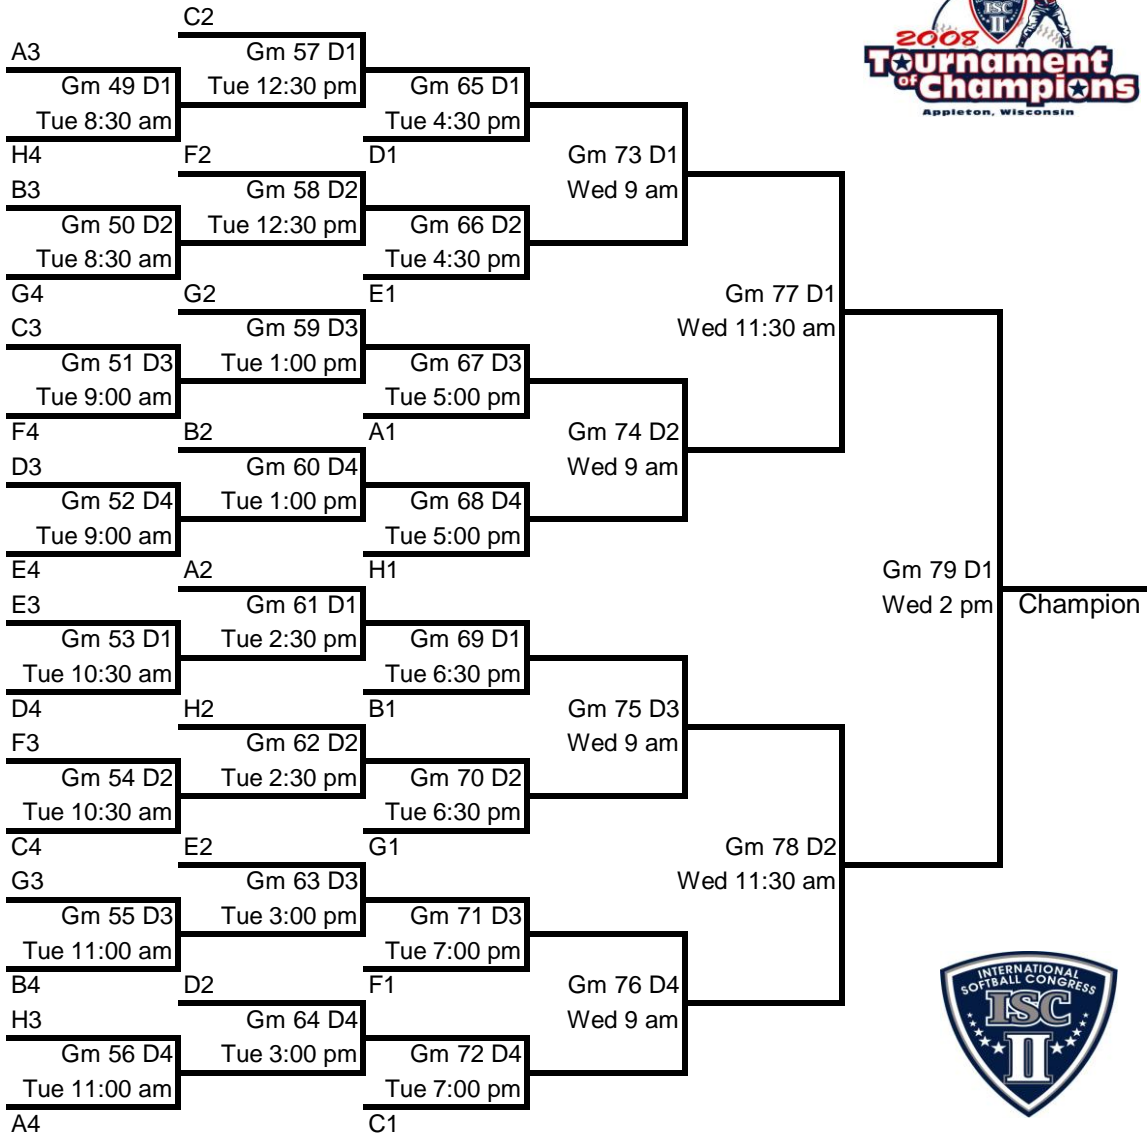 C2
ISC
II
2008
Tournament
of Champions
Appleton, Wisconsin
A3
Gm 57 D1
Gm 49 D1
Tue 12:30 pm
Gm 65 D1
Tue 8:30 am
Tue 4:30 pm
H4
F2
D1
Gm 73 D1
B3
Gm 58 D2
Wed 9 am
Gm 50 D2
Tue 12:30 pm
Gm 66 D2
Tue 8:30 am
Tue 4:30 pm
G4
G2
E1
Gm 77 D1
C3
Gm 59 D3
Wed 11:30 am
Gm 51 D3
Tue 1:00 pm
Gm 67 D3
Tue 9:00 am
Tue 5:00 pm
F4
B2
A1
Gm 74 D2
D3
Gm 60 D4
Wed 9 am
Gm 52 D4
Tue 1:00 pm
Gm 68 D4
Tue 9:00 am
Tue 5:00 pm
E4
A2
H1
Gm 79 D1
E3
Gm 61 D1
Wed 2 pm
Champion
Gm 53 D1
Tue 2:30 pm
Gm 69 D1
Tue 10:30 am
Tue 6:30 pm
D4
H2
B1
Gm 75 D3
F3
Gm 62 D2
Wed 9 am
Gm 54 D2
Tue 2:30 pm
Gm 70 D2
Tue 10:30 am
Tue 6:30 pm
C4
E2
G1
Gm 78 D2
G3
Gm 63 D3
Wed 11:30 am
Gm 55 D3
Tue 3:00 pm
Gm 71 D3
Tue 11:00 am
Tue 7:00 pm
B4
D2
F1
Gm 76 D4
H3
Gm 64 D4
Wed 9 am
Gm 56 D4
Tue 3:00 pm
Gm 72 D4
Tue 11:00 am
Tue 7:00 pm
A4
C1
INTERNATIONAL
SOFTBALL CONGRESS
ISC
II